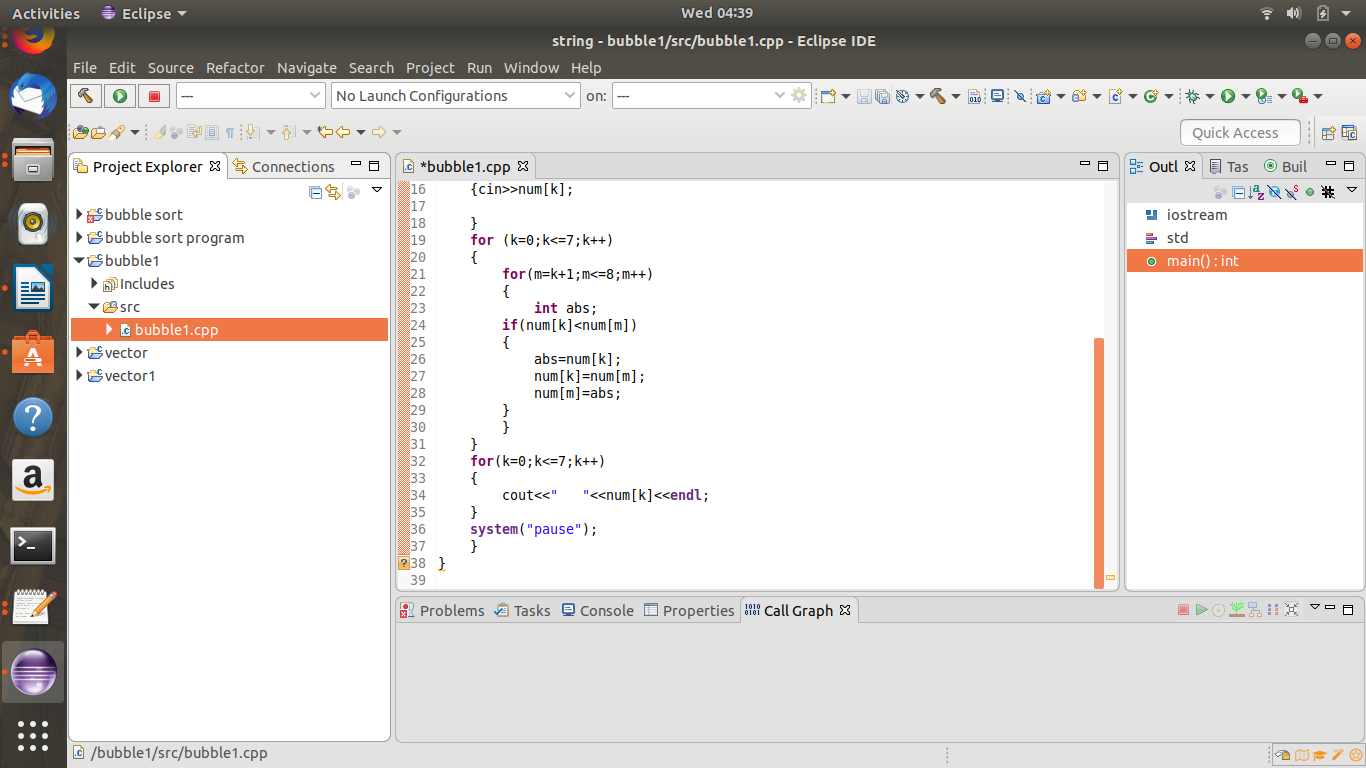 Activities Eclipse Wed 04:39
string - bubble1/src/bubble1.cpp - Eclipse IDE
File Edit Source Refactor Navigate Search Project Run Window Help
--- No Launch Configurations on: ---
Quick Access
Project Explorer Connections
bubble sort
bubble sort program
bubble1
Includes
src
bubble1.cpp
vector
vector1
*bubble1.cpp
16 {cin>>num[k];
17
18 }
19 for (k=0;k<=7;k++)
20 {
21 for(m=k+1;m<=8;m++)
22 {
23 int abs;
24 if(num[k]<num[m])
25 {
26 abs=num[k];
27 num[k]=num[m];
28 num[m]=abs;
29 }
30 }
31 }
32 for(k=0;k<=7;k++)
33 {
34 cout<<"   "<<num[k]<<endl;
35 }
36 system("pause");
37 }
38 }
39
Outl Tas Buil
iostream
std
main() : int
Problems Tasks Console Properties Call Graph
/bubble1/src/bubble1.cpp